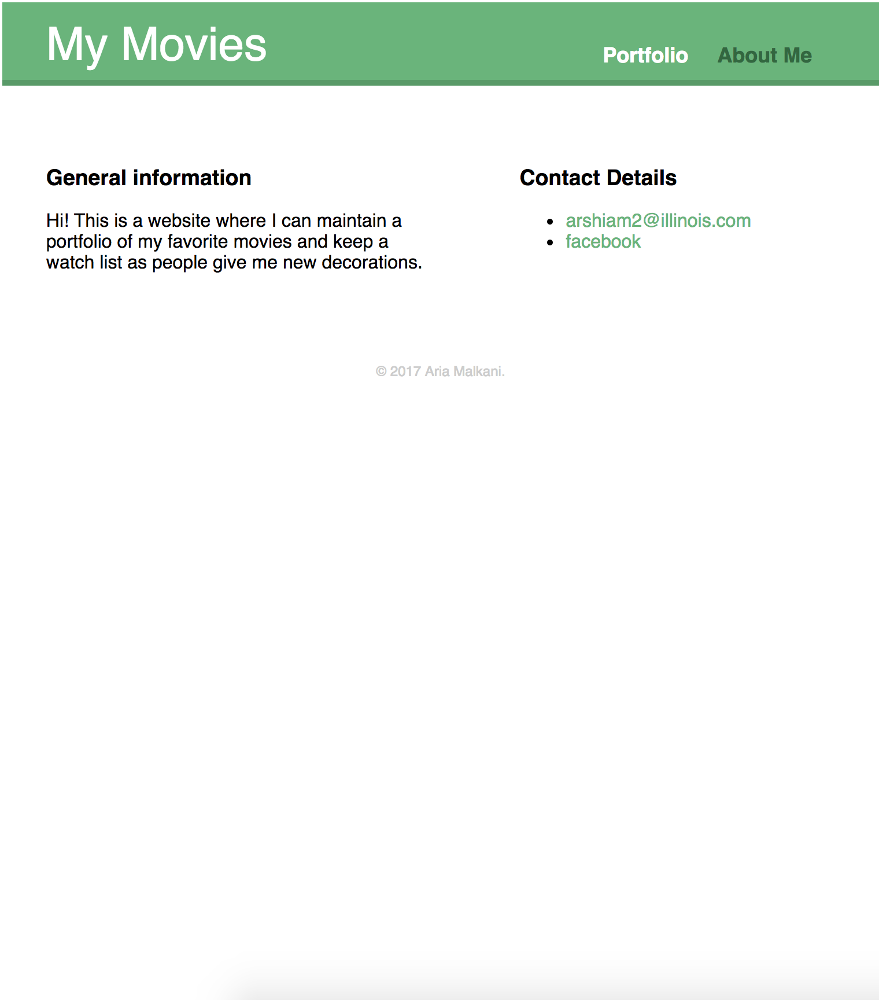 My Movies
Portfolio
About Me
General information
Hi! This is a website where I can maintain a
portfolio of my favorite movies and keep a
watch list as people give me new decorations.
Contact Details
arshiam2@illinois.com
facebook
© 2017 Aria Malkani.